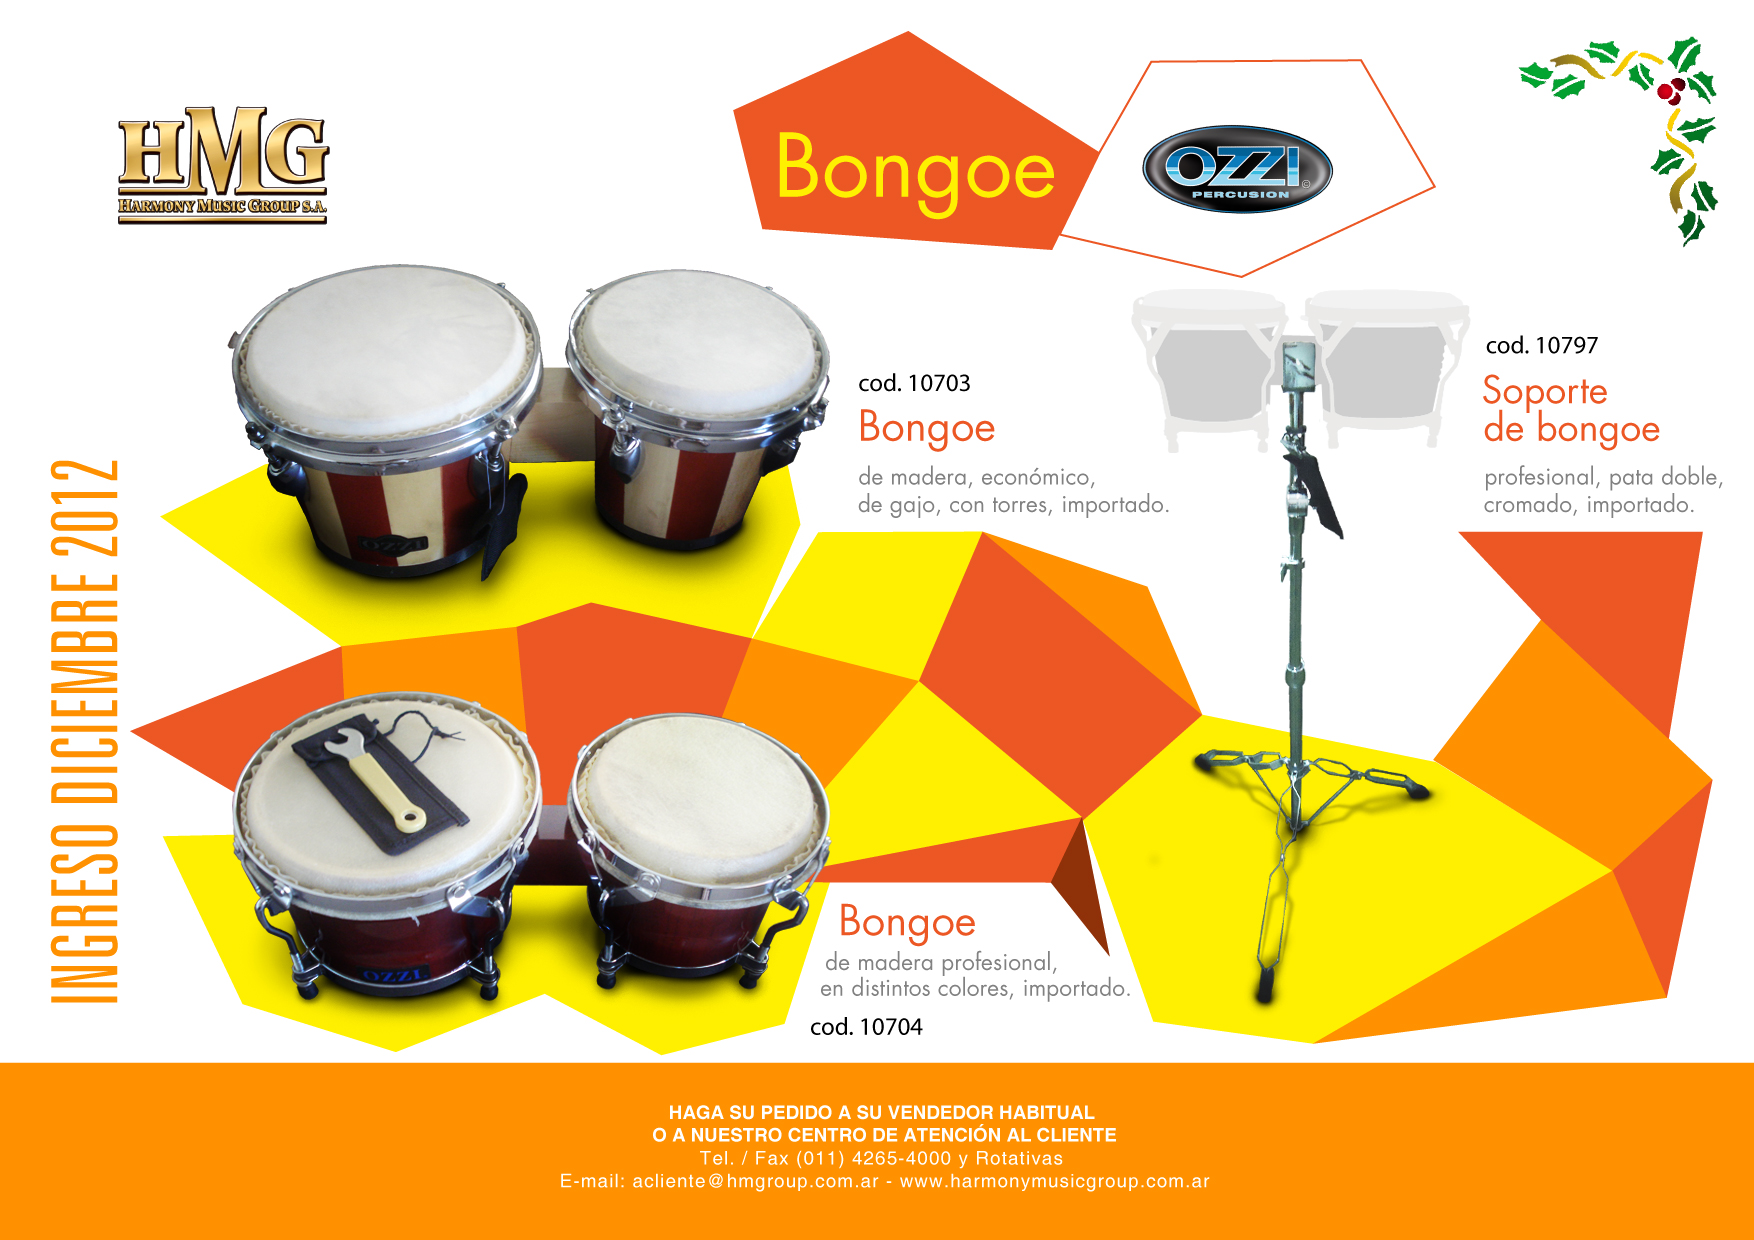 HMG
HARMONY MUSIC GROUP S.A.
Bongoe
OZZI
PERCUSION
©
cod. 10703
Bongoe
de madera, económico,
de gajo, con torres, importado.
cod. 10797
Soporte
de bongoe
profesional, pata doble,
cromado, importado.
OZZI
INGRESO DICIEMBRE 2012
OZZI
Bongoe
de madera profesional,
en distintos colores, importado.
cod. 10704
HAGA SU PEDIDO A SU VENDEDOR HABITUAL
O A NUESTRO CENTRO DE ATENCIÓN AL CLIENTE
Tel. / Fax (011) 4265-4000 y Rotativas
E-mail: acliente@hmgroup.com.ar - www.harmonymusicgroup.com.ar